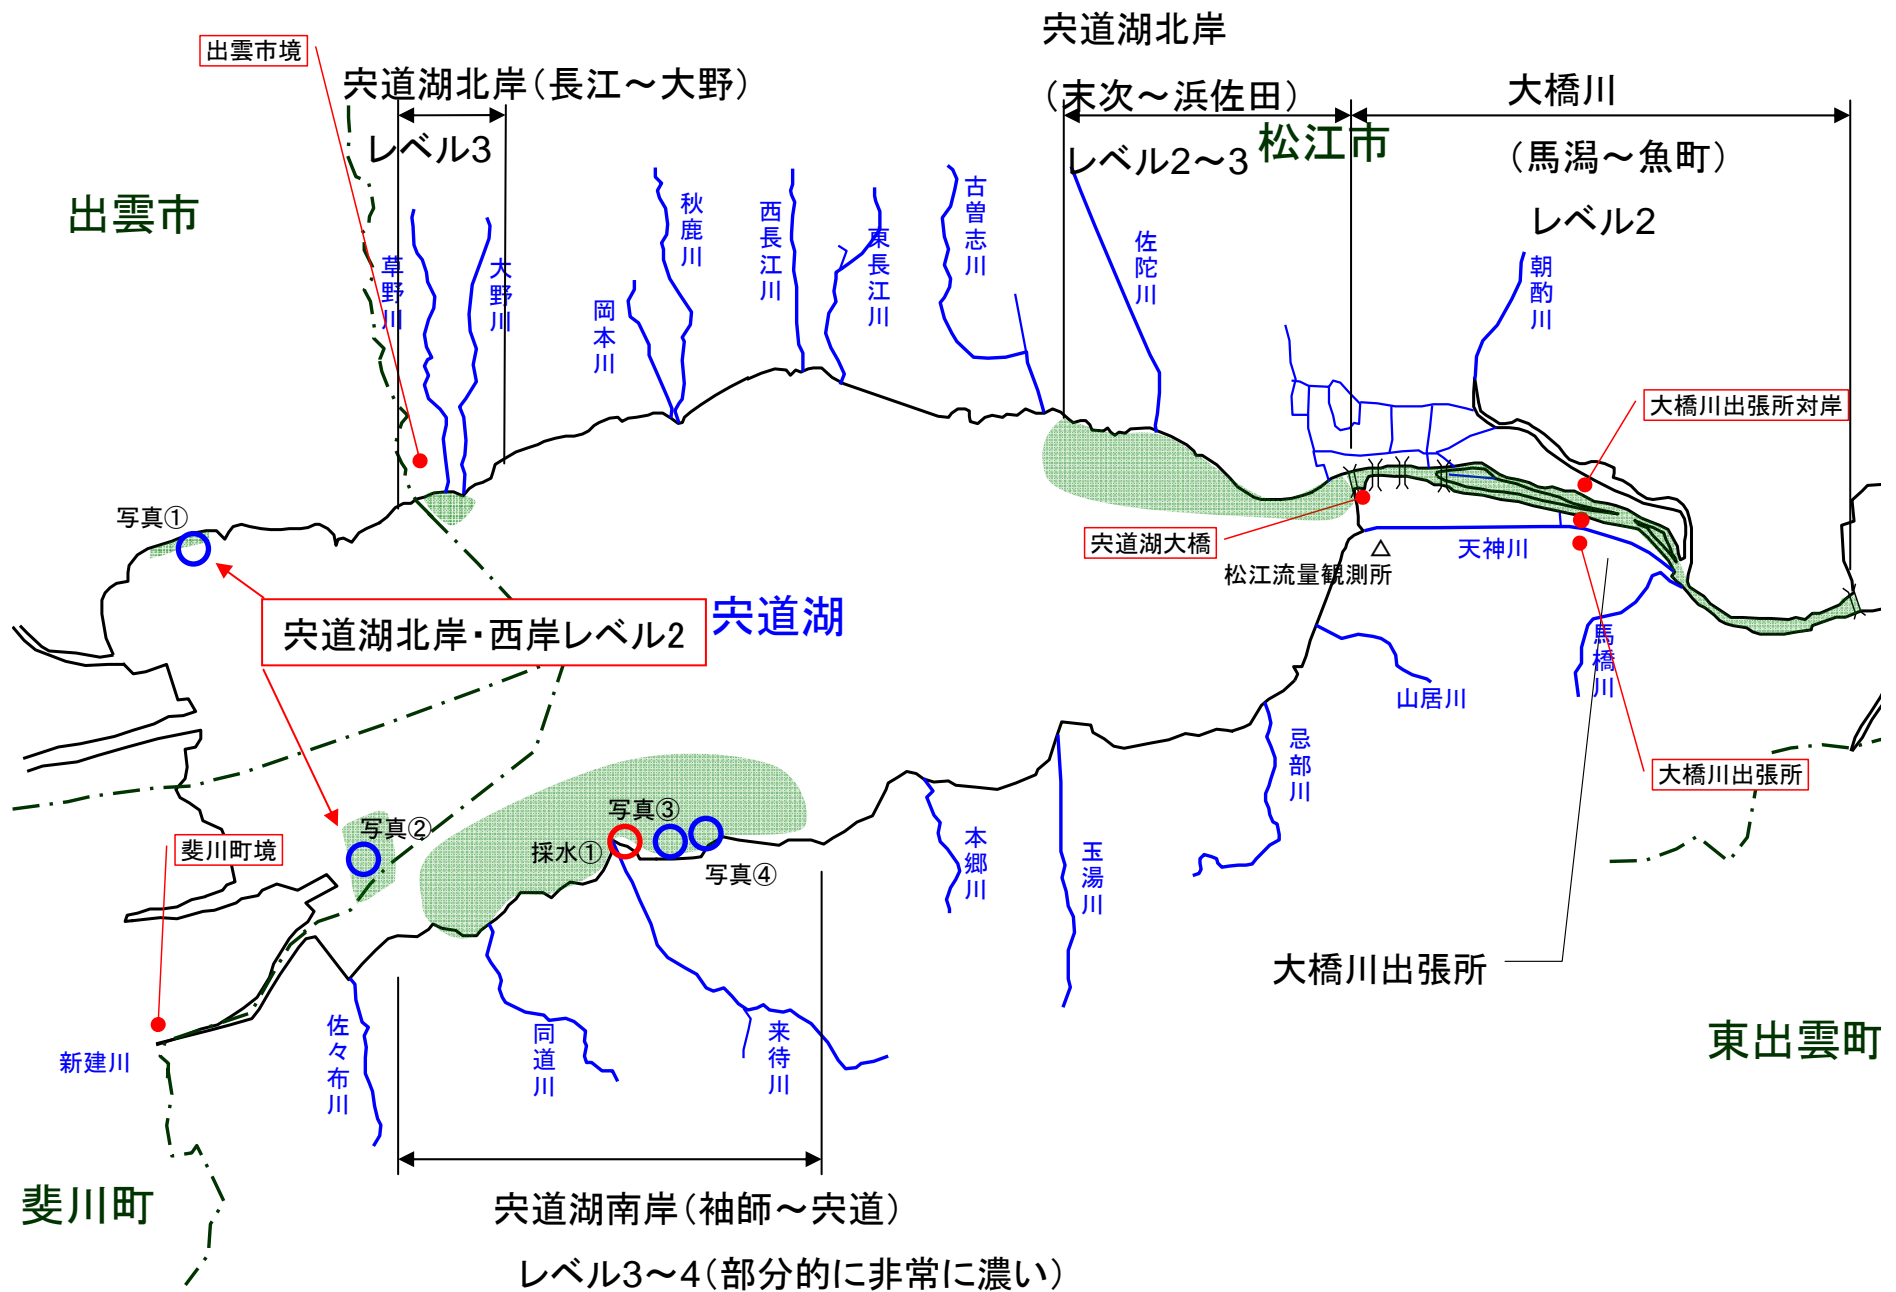 宍道湖北岸
(末次～浜佐田)
レベル2～3
出雲市境
宍道湖北岸(長江～大野)
レベル3
大橋川
(馬潟～魚町)
レベル2
松江市
出雲市
草野川
大野川
岡本川
秋鹿川
西長江川
東長江川
古曽志川
佐陀川
朝酌川
大橋川出張所対岸
写真①
宍道湖大橋
天神川
松江流量観測所
宍道湖北岸・西岸レベル2
宍道湖
馬橋川
山居川
大橋川出張所
忌部川
写真②
写真③
採水①
写真④
斐川町境
本郷川
玉湯川
大橋川出張所
新建川
佐々布川
同道川
来待川
東出雲町
斐川町
宍道湖南岸(袖師～宍道)
レベル3～4(部分的に非常に濃い)